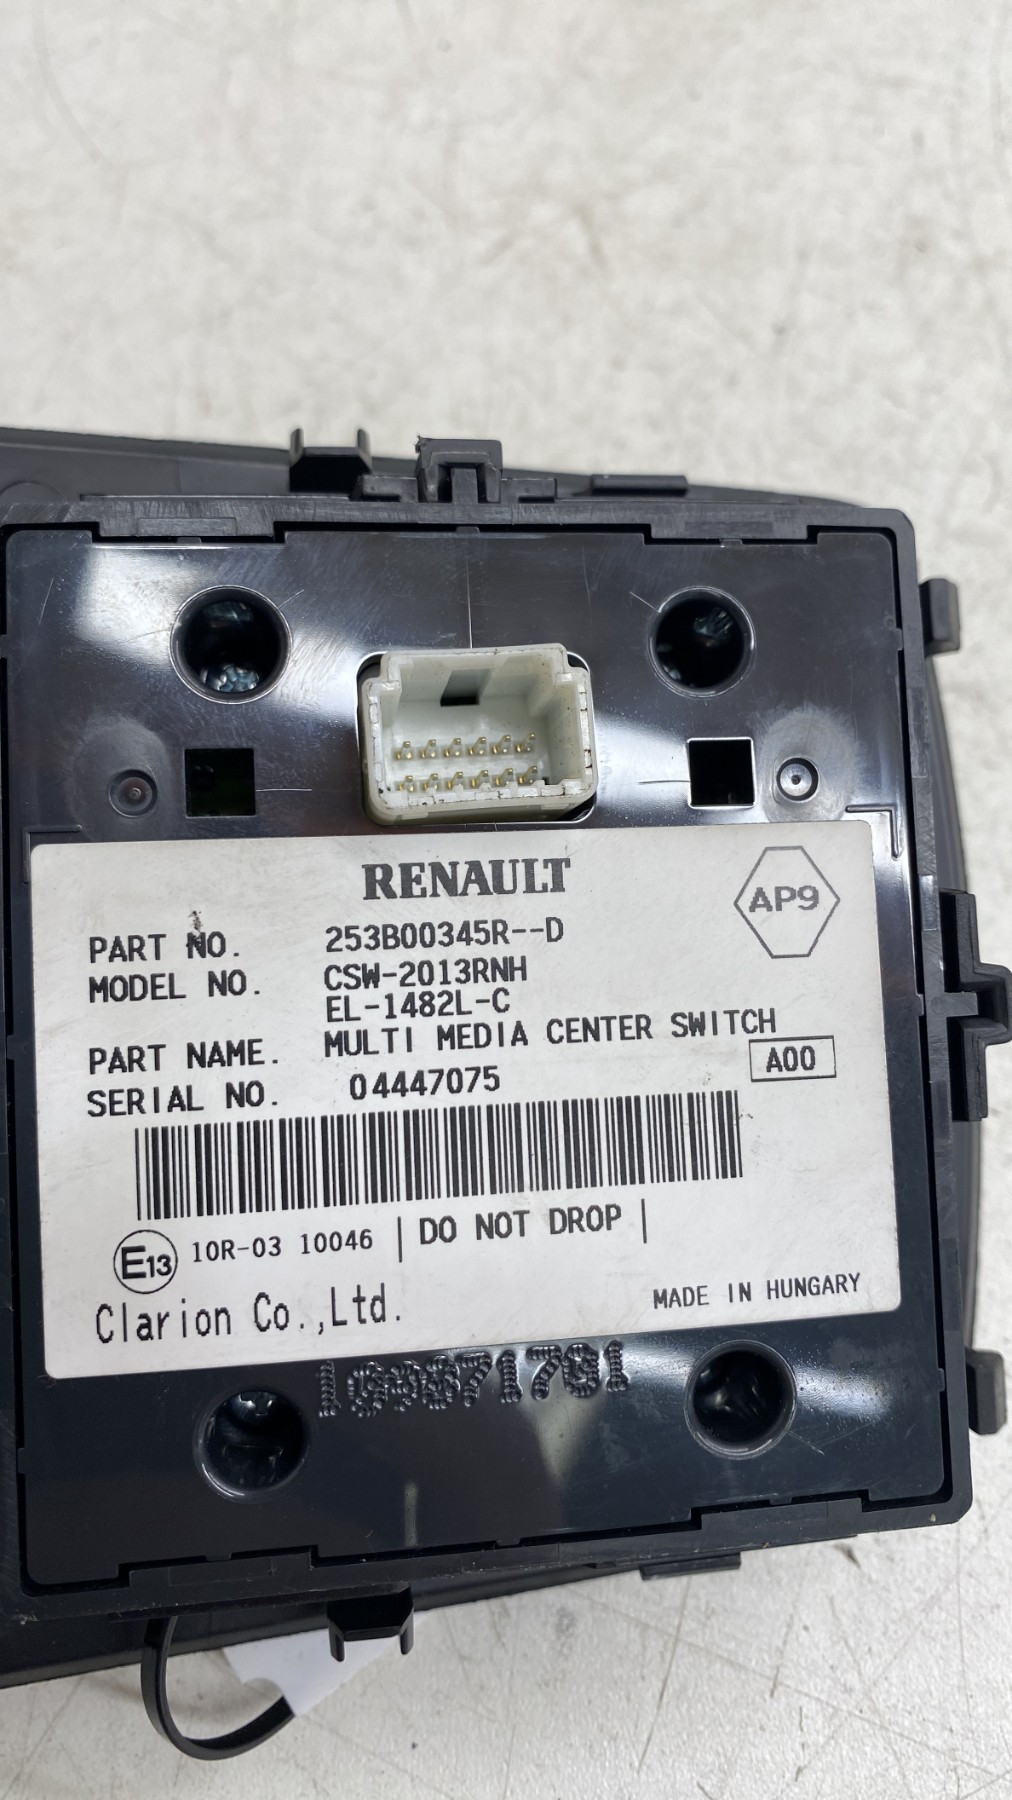 RENAULT
AP9
PART NO. 253B00345R--D
MODEL NO. CSW-2013RNH
EL-1482L-C
PART NAME. MULTI MEDIA CENTER SWITCH
SERIAL NO. 04447075
A00
E13 10R-03 10046 | DO NOT DROP |
Clarion Co.,Ltd. MADE IN HUNGARY